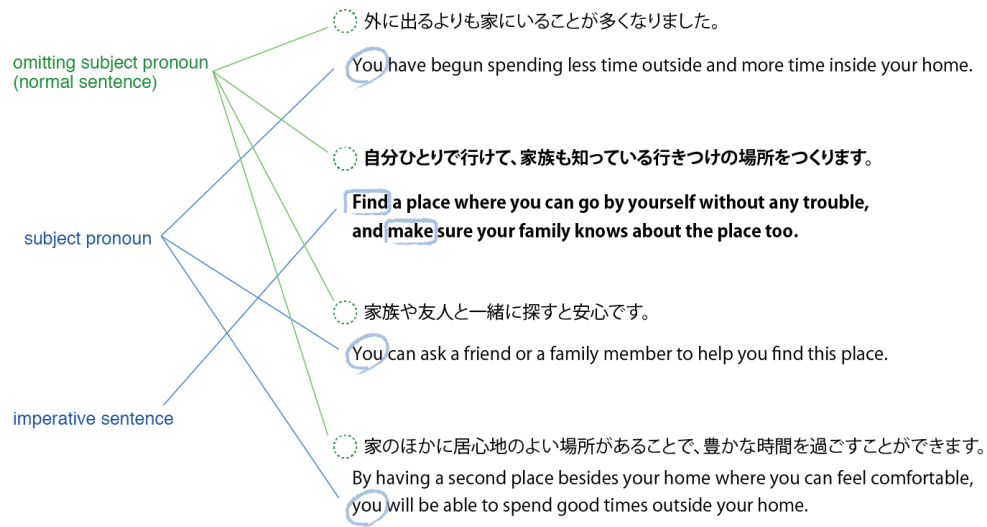 omitting subject pronoun
(normal sentence)
subject pronoun
imperative sentence
外に出るよりも家にいることが多くなりました。
You have begun spending less time outside and more time inside your home.
自分ひとりで行けて、家族も知っている行きつけの場所をつくります。
Find a place where you can go by yourself without any trouble,
and make sure your family knows about the place too.
家族や友人と一緒に探すと安心です。
You can ask a friend or a family member to help you find this place.
家のほかに居心地のよい場所があることで、豊かな時間を過ごすことができます。
By having a second place besides your home where you can feel comfortable,
you will be able to spend good times outside your home.